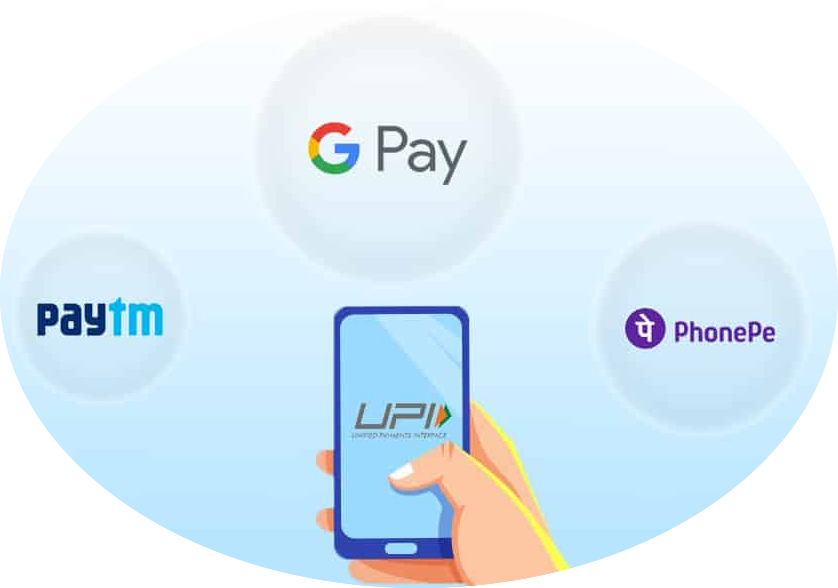 G Pay
paytm
पे PhonePe
UPI
UNIFIED PAYMENTS INTERFACE